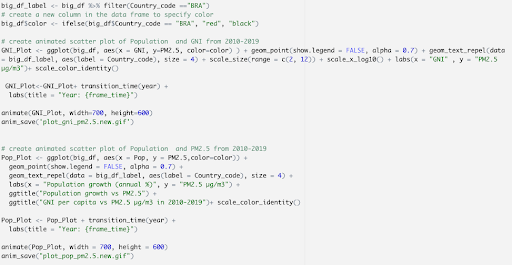 big_df_label <- big_df %>% filter(Country_code =="BRA")
# create a new column in the data frame to specify color
big_df$color <- ifelse(big_df$Country_code == "BRA", "red", "black")
# create animated scatter plot of Population  and GNI from 2010-2019
GNI_Plot<- ggplot(big_df, aes(x = GNI, y=PM2.5, color=color) ) + geom_point(show.legend = FALSE, alpha = 0.7) + geom_text_repel(data
= big_df_label, aes(label = Country_code), size = 4) + scale_size(range = c(2, 12)) + scale_x_log10() + labs(x = "GNI" , y = "PM2.5
µg/m3")+ scale_color_identity()
GNI_Plot<-GNI_Plot+ transition_time(year) +
labs(title = "Year: {frame_time}")
animate(GNI_Plot, width=700, height=600)
anim_save('plot_gni_pm2.5.new.gif')
# create animated scatter plot of Population  and PM2.5 from 2010-2019
Pop_Plot <- ggplot(big_df, aes(x = Pop, y = PM2.5,color=color)) +
geom_point(show.legend = FALSE, alpha = 0.7) +
geom_text_repel(data = big_df_label, aes(label = Country_code), size = 4) +
labs(x = "Population growth (annual %)", y = "PM2.5 µg/m3") +
ggtitle("Population growth vs PM2.5") +
ggtitle("GNI per capita vs PM2.5 µg/m3 in 2010-2019")+ scale_color_identity()
Pop_Plot <- Pop_Plot + transition_time(year) +
labs(title = "Year: {frame_time}")
animate(Pop_Plot, width = 700, height = 600)
anim_save("plot_pop_pm2.5.new.gif")